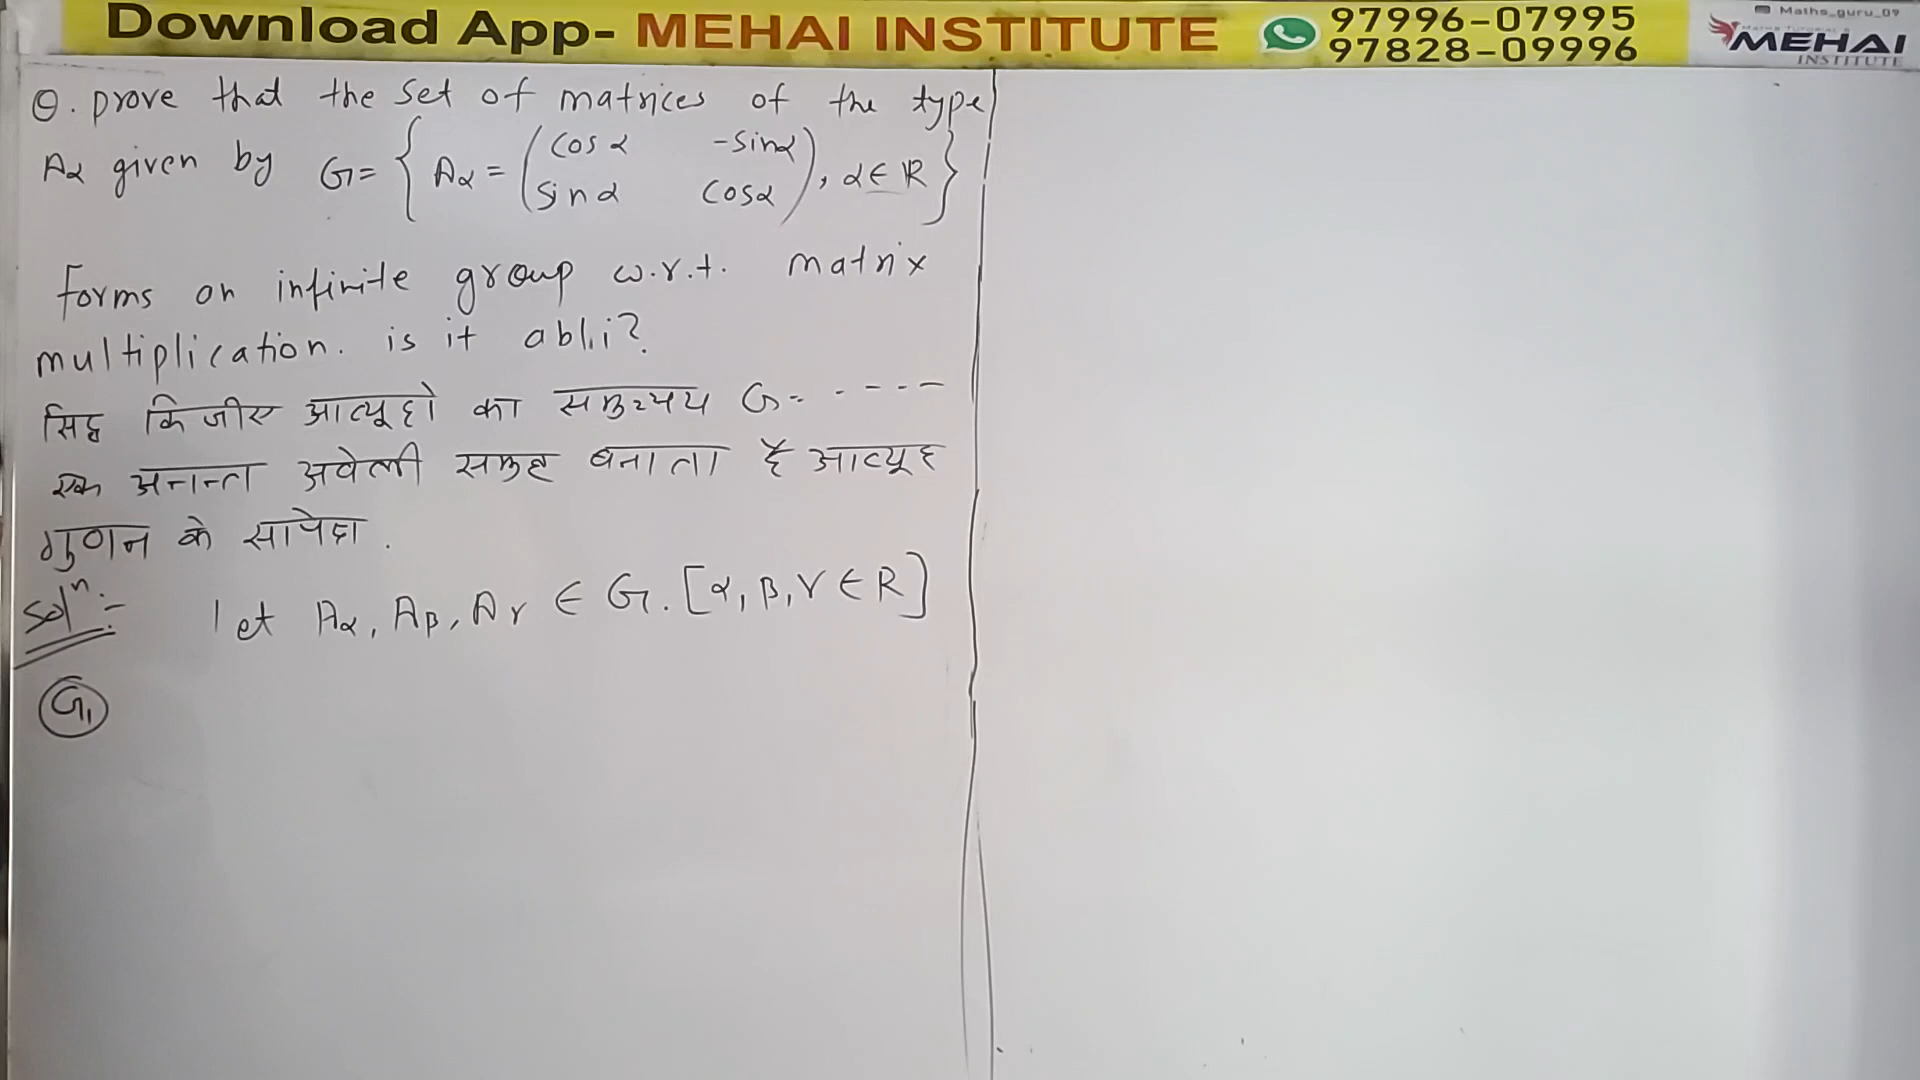 Download App- MEHAI INSTITUTE 97996-07995
97828-09996
Maths_guru_09
MEHAI
INSTITUTE
Q. prove that the set of matrices of the type
Aα given by G = { Aα = ( cos α -sin α
sin α cos α ), α ∈ R }
Forms an infinite group w.r.t. matrix
multiplication. is it abli?
सिद्ध किजीए आव्यूहो का समुच्चय G - - - - -
एक अनन्त अबेली समुह बनाता है आव्यूह
गुणन के सापेक्ष.
Solⁿ:- let Aα, Aβ, Aγ ∈ G. [α, β, γ ∈ R]
G₁